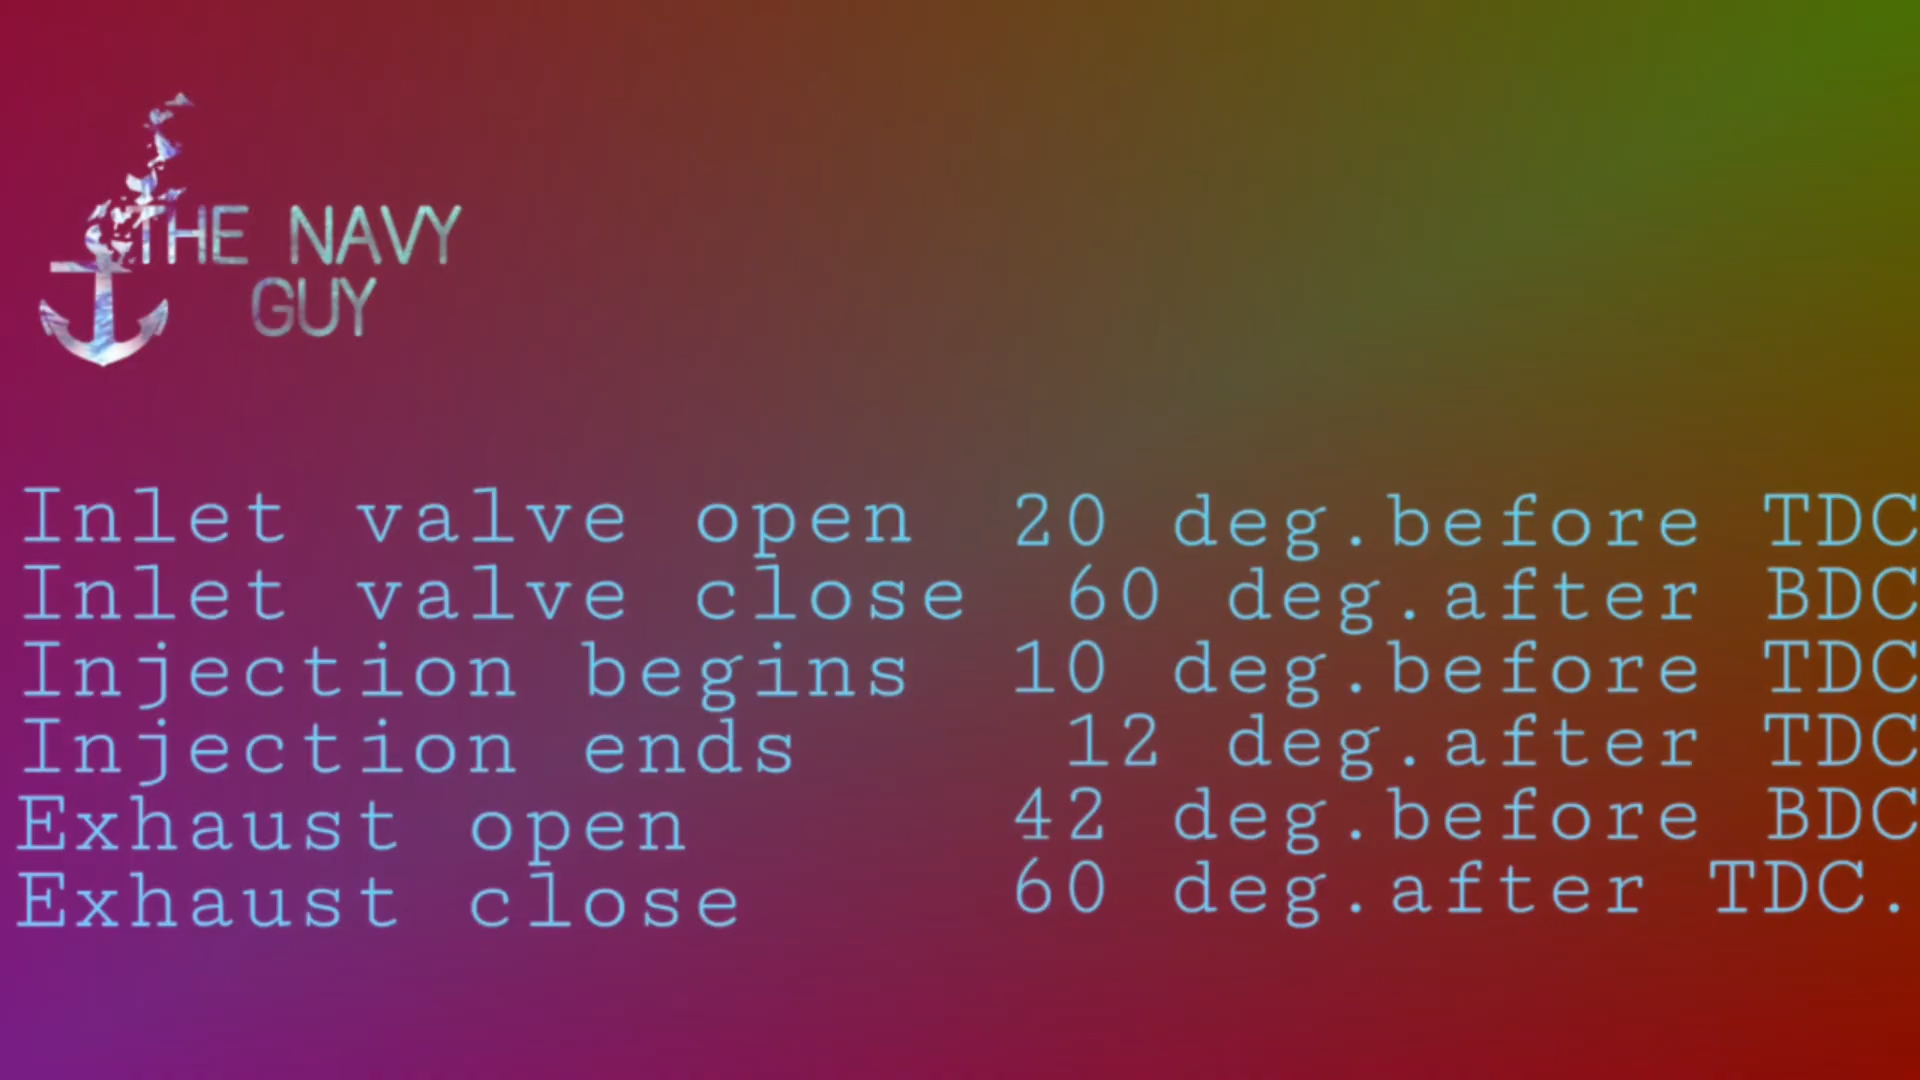 THE NAVY
GUY
Inlet valve open 20 deg.before TDC
Inlet valve close 60 deg.after BDC
Injection begins 10 deg.before TDC
Injection ends 12 deg.after TDC
Exhaust open 42 deg.before BDC
Exhaust close 60 deg.after TDC.